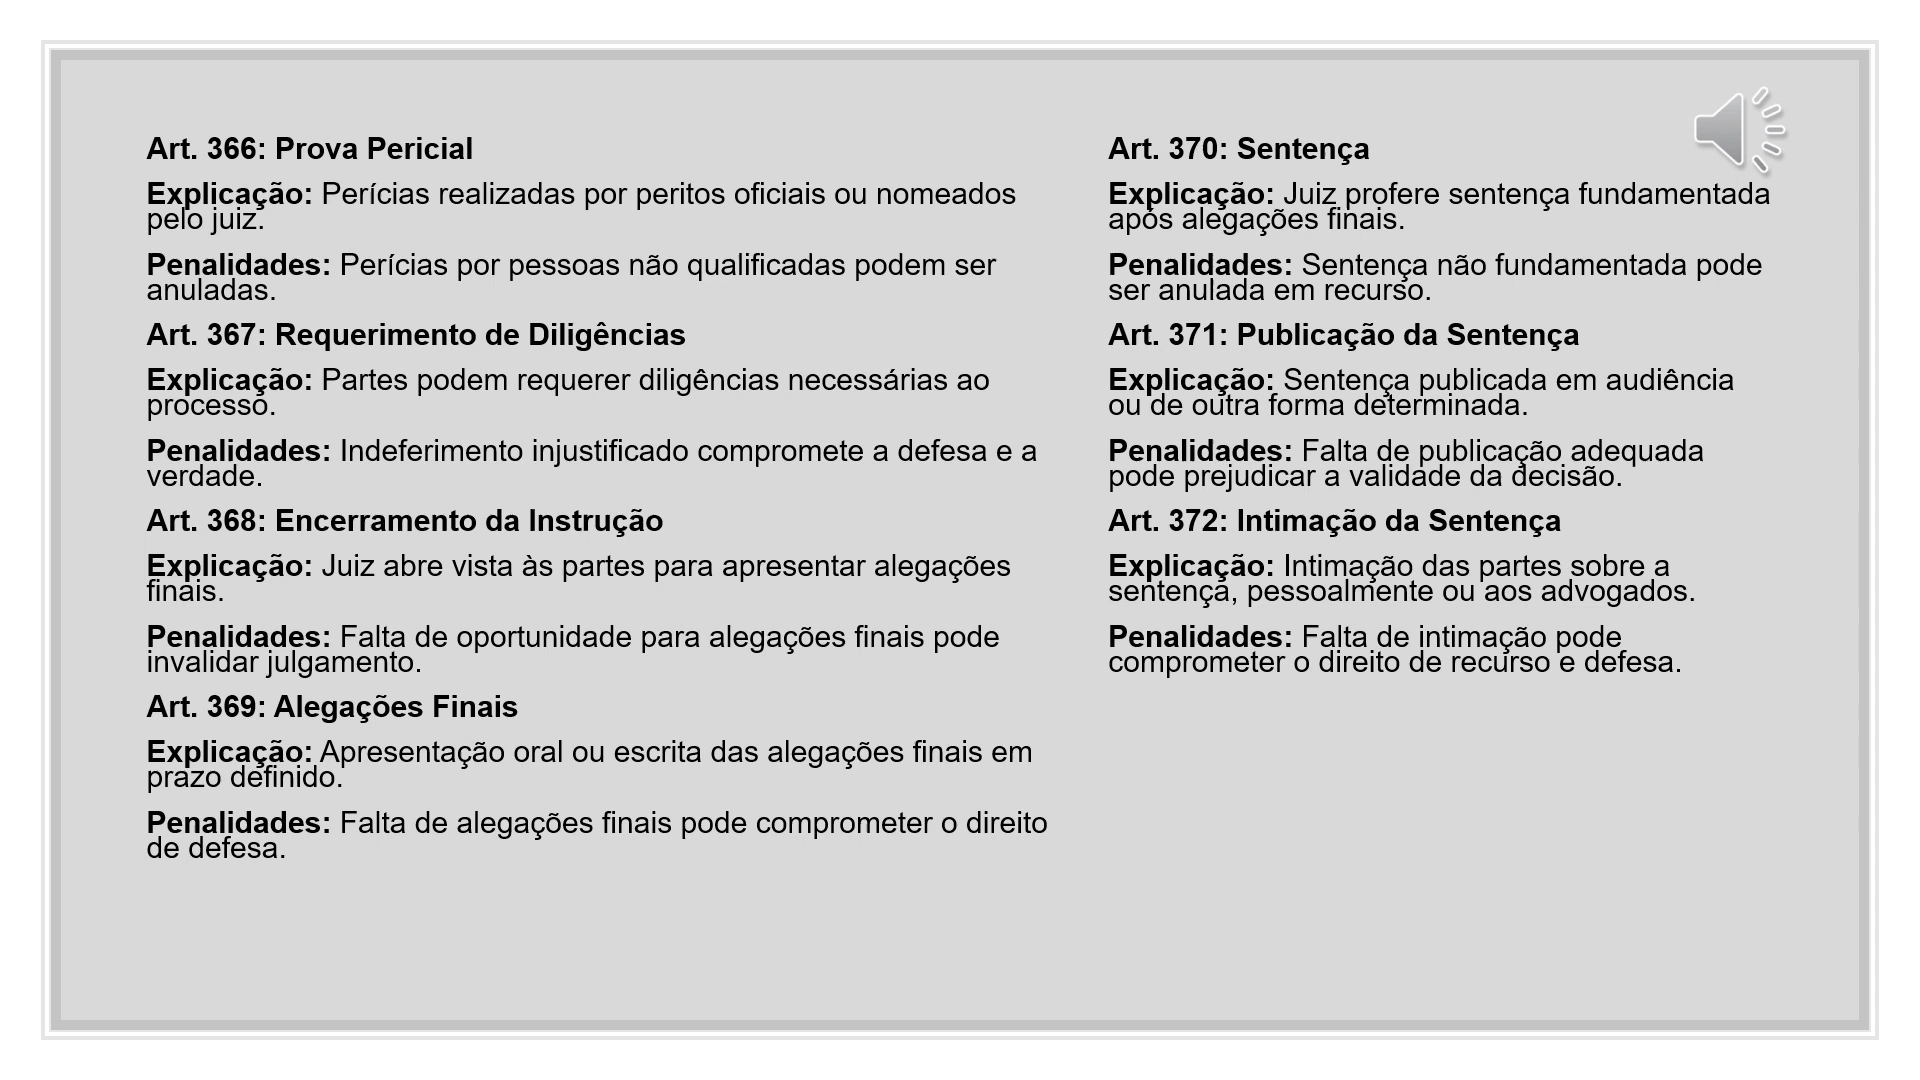 Art. 366: Prova Pericial
Explicação: Perícias realizadas por peritos oficiais ou nomeados
pelo juiz.
Penalidades: Perícias por pessoas não qualificadas podem ser
anuladas.
Art. 367: Requerimento de Diligências
Explicação: Partes podem requerer diligências necessárias ao
processo.
Penalidades: Indeferimento injustificado compromete a defesa e a
verdade.
Art. 368: Encerramento da Instrução
Explicação: Juiz abre vista às partes para apresentar alegações
finais.
Penalidades: Falta de oportunidade para alegações finais pode
invalidar julgamento.
Art. 369: Alegações Finais
Explicação: Apresentação oral ou escrita das alegações finais em
prazo definido.
Penalidades: Falta de alegações finais pode comprometer o direito
de defesa.
Art. 370: Sentença
Explicação: Juiz profere sentença fundamentada
após alegações finais.
Penalidades: Sentença não fundamentada pode
ser anulada em recurso.
Art. 371: Publicação da Sentença
Explicação: Sentença publicada em audiência
ou de outra forma determinada.
Penalidades: Falta de publicação adequada
pode prejudicar a validade da decisão.
Art. 372: Intimação da Sentença
Explicação: Intimação das partes sobre a
sentença, pessoalmente ou aos advogados.
Penalidades: Falta de intimação pode
comprometer o direito de recurso e defesa.